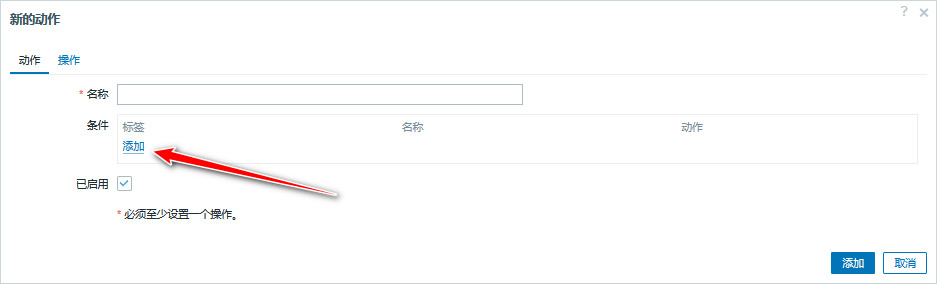 新的动作
? ×
动作 操作
* 名称
条件 标签 名称 动作
添加
已启用
* 必须至少设置一个操作。
添加 取消